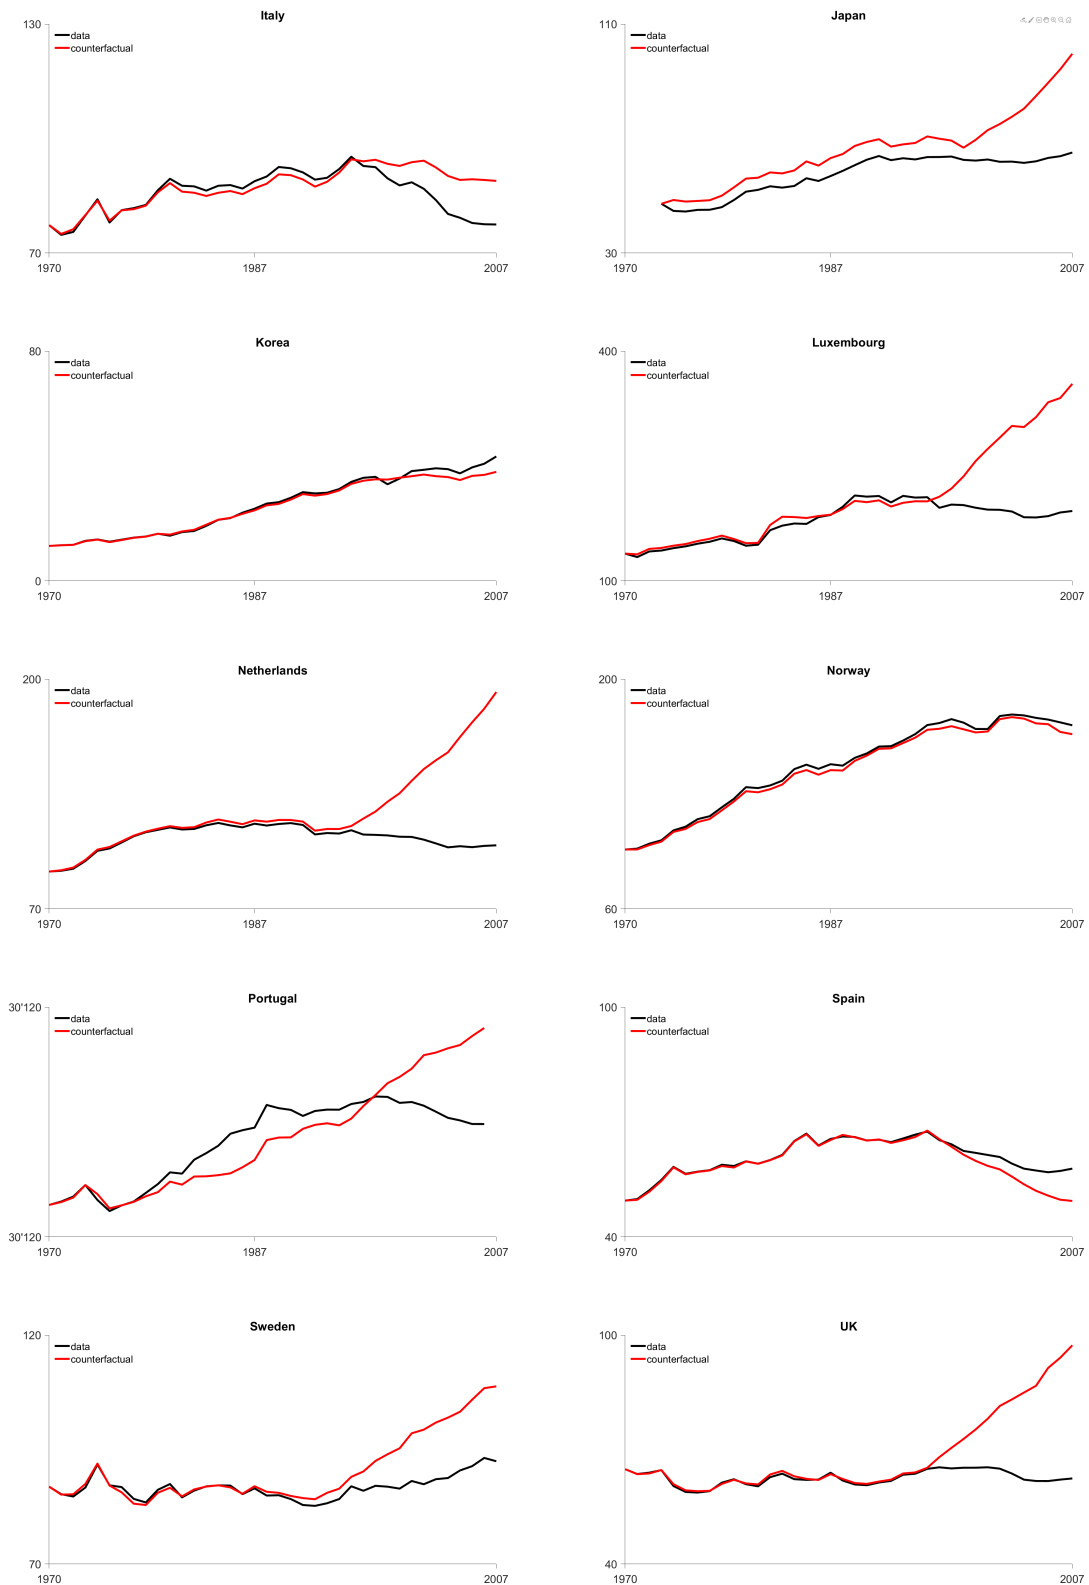 Italy
130
data
counterfactual
70
1970 1987 2007
Japan
110
data
counterfactual
30
1970 1987 2007
Korea
80
data
counterfactual
0
1970 1987 2007
Luxembourg
400
data
counterfactual
100
1970 1987 2007
Netherlands
200
data
counterfactual
70
1970 1987 2007
Norway
200
data
counterfactual
60
1970 1987 2007
Portugal
30'120
data
counterfactual
30'120
1970 1987 2007
Spain
100
data
counterfactual
40
1970 1987 2007
Sweden
120
data
counterfactual
70
1970 1987 2007
UK
100
data
counterfactual
40
1970 1987 2007